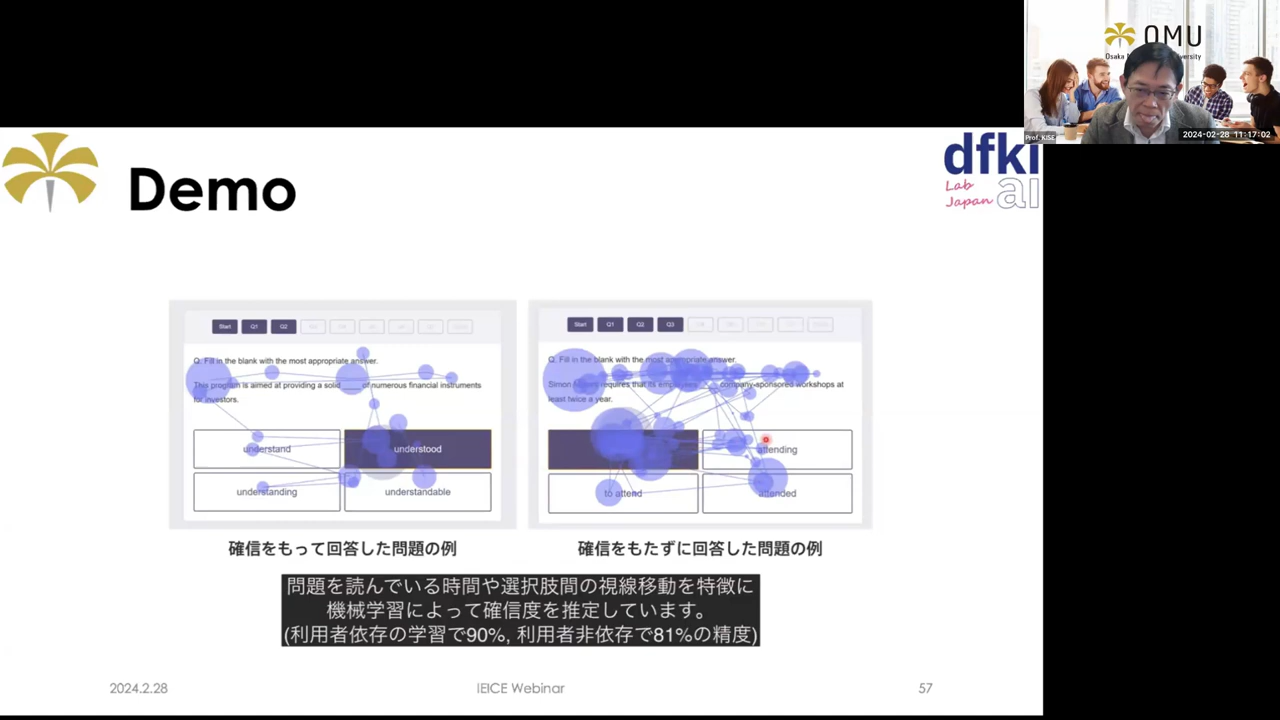 OMU
Prof. KISE
2024-02-28 11:17:02
Demo
dfki
ai
Lab
Japan
Start Q1 Q2
Q: Fill in the blank with the most appropriate answer.
This program is aimed at providing a solid ____ of numerous financial instruments
for investors.
understand
understood
understanding
understandable
Start Q1 Q2 Q3
Q: Fill in the blank with the most appropriate answer.
requires that its employees company-sponsored workshops at
least twice a year.
attending
to attend
attended
確信をもって回答した問題の例
確信をもたずに回答した問題の例
問題を読んでいる時間や選択肢間の視線移動を特徴に
機械学習によって確信度を推定しています。
(利用者依存の学習で90%, 利用者非依存で81%の精度)
2024.2.28
IEICE Webinar
57